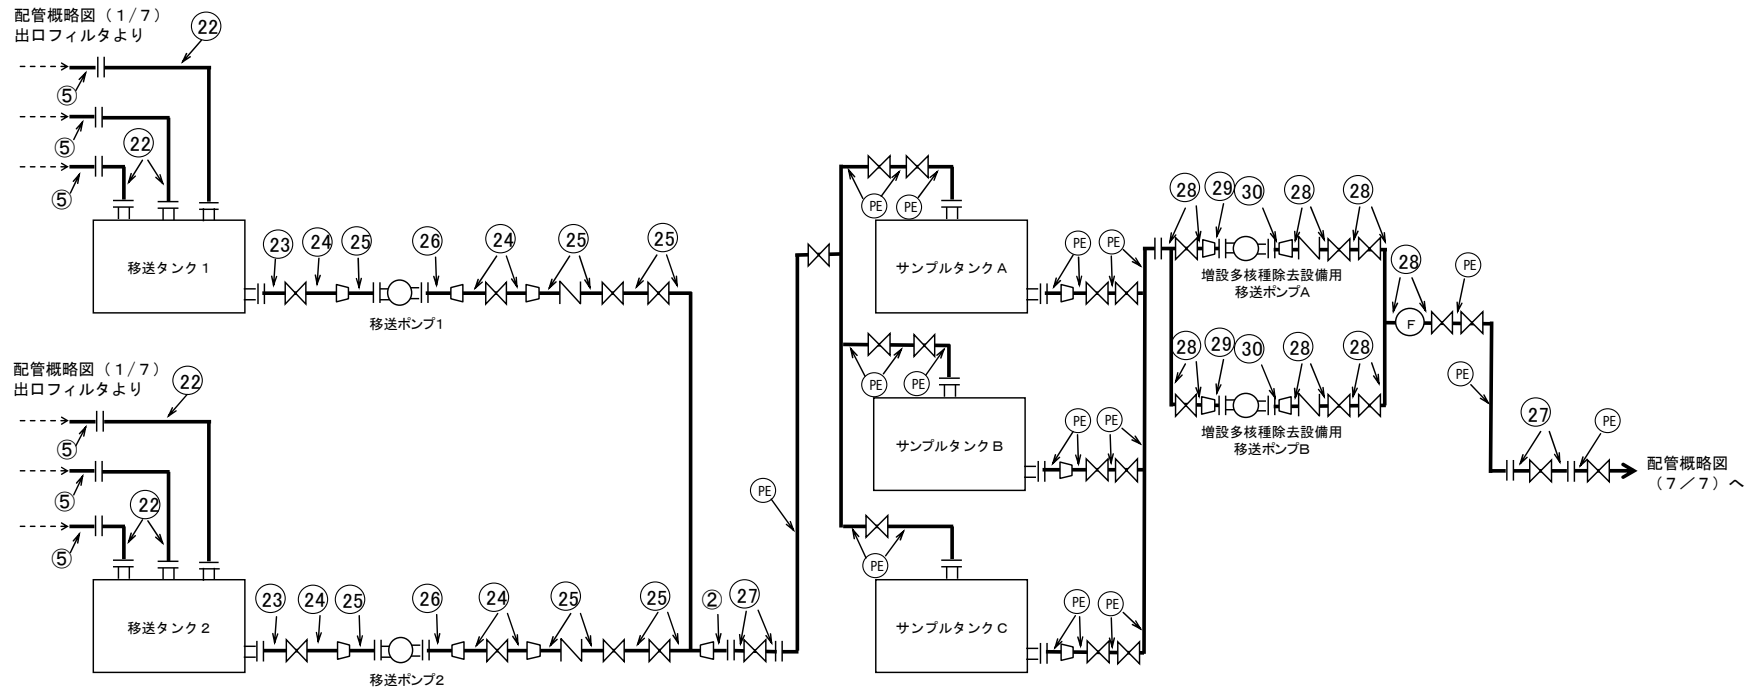 配管概略図(1/7)
出口フィルタより
㉒
⑤
⑤
㉒
⑤
移送タンク1
㉓
㉔
㉕
㉖
㉔
㉕
㉕
移送ポンプ1
配管概略図(1/7)
出口フィルタより
㉒
⑤
⑤
㉒
⑤
移送タンク2
㉓
㉔
㉕
㉖
㉔
㉕
㉕
②
㉗
移送ポンプ2
PE
PE
PE
サンプルタンクA
PE
PE
PE
PE
サンプルタンクB
PE
PE
PE
サンプルタンクC
PE
PE
㉘
㉙
㉚
㉘
㉘
増設多核種除去設備用
移送ポンプA
㉘
㉙
㉚
㉘
㉘
増設多核種除去設備用
移送ポンプB
㉘
F
PE
PE
㉗
PE
配管概略図
(7/7)へ